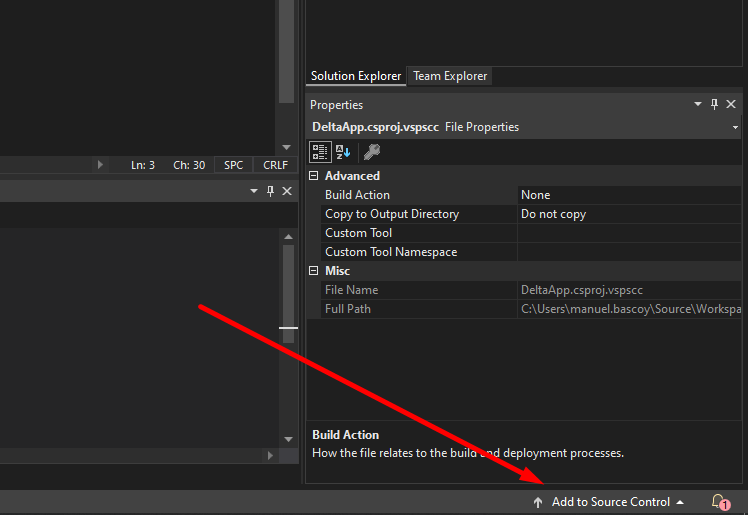 Solution Explorer Team Explorer
Properties
DeltaApp.csproj.vspscc File Properties
Advanced
Build Action None
Copy to Output Directory Do not copy
Custom Tool
Custom Tool Namespace
Misc
File Name DeltaApp.csproj.vspscc
Full Path C:\Users\manuel.bascoy\Source\Workspa
Ln: 3 Ch: 30 SPC CRLF
Build Action
How the file relates to the build and deployment processes.
Add to Source Control 1